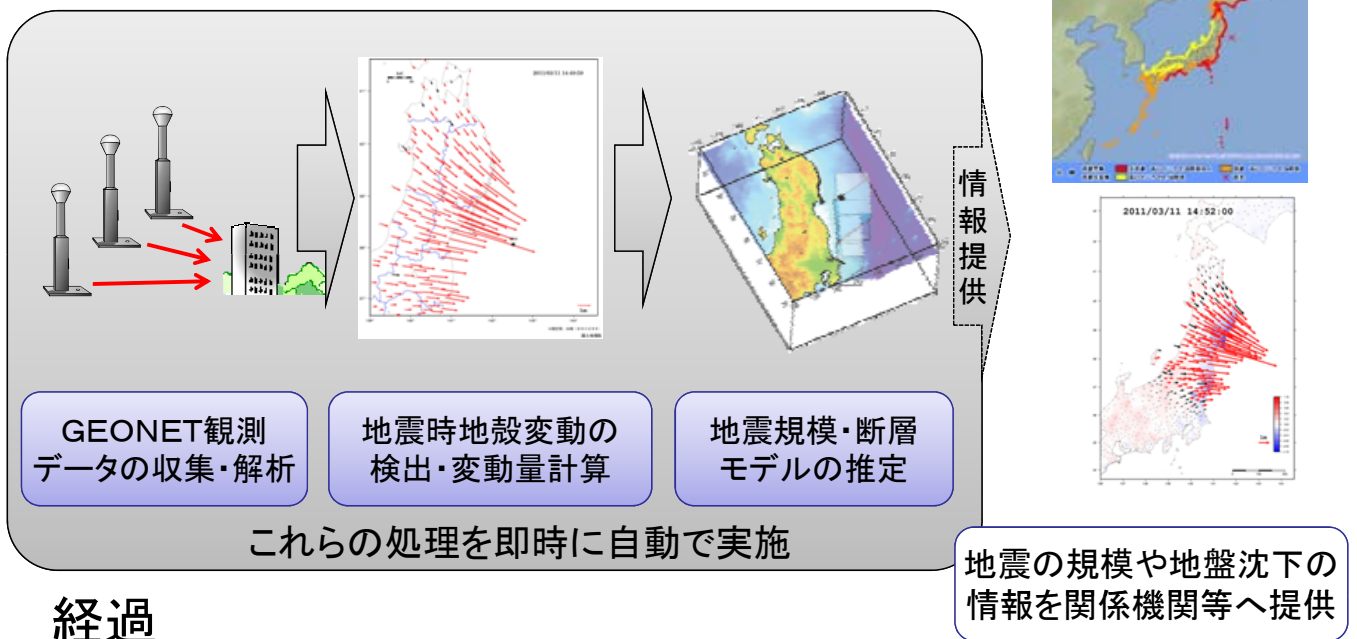 2011/03/11 14:52:00
情報提供
GEONET観測
データの収集・解析
地震時地殻変動の
検出・変動量計算
地震規模・断層
モデルの推定
これらの処理を即時に自動で実施
地震の規模や地盤沈下の
情報を関係機関等へ提供
経過